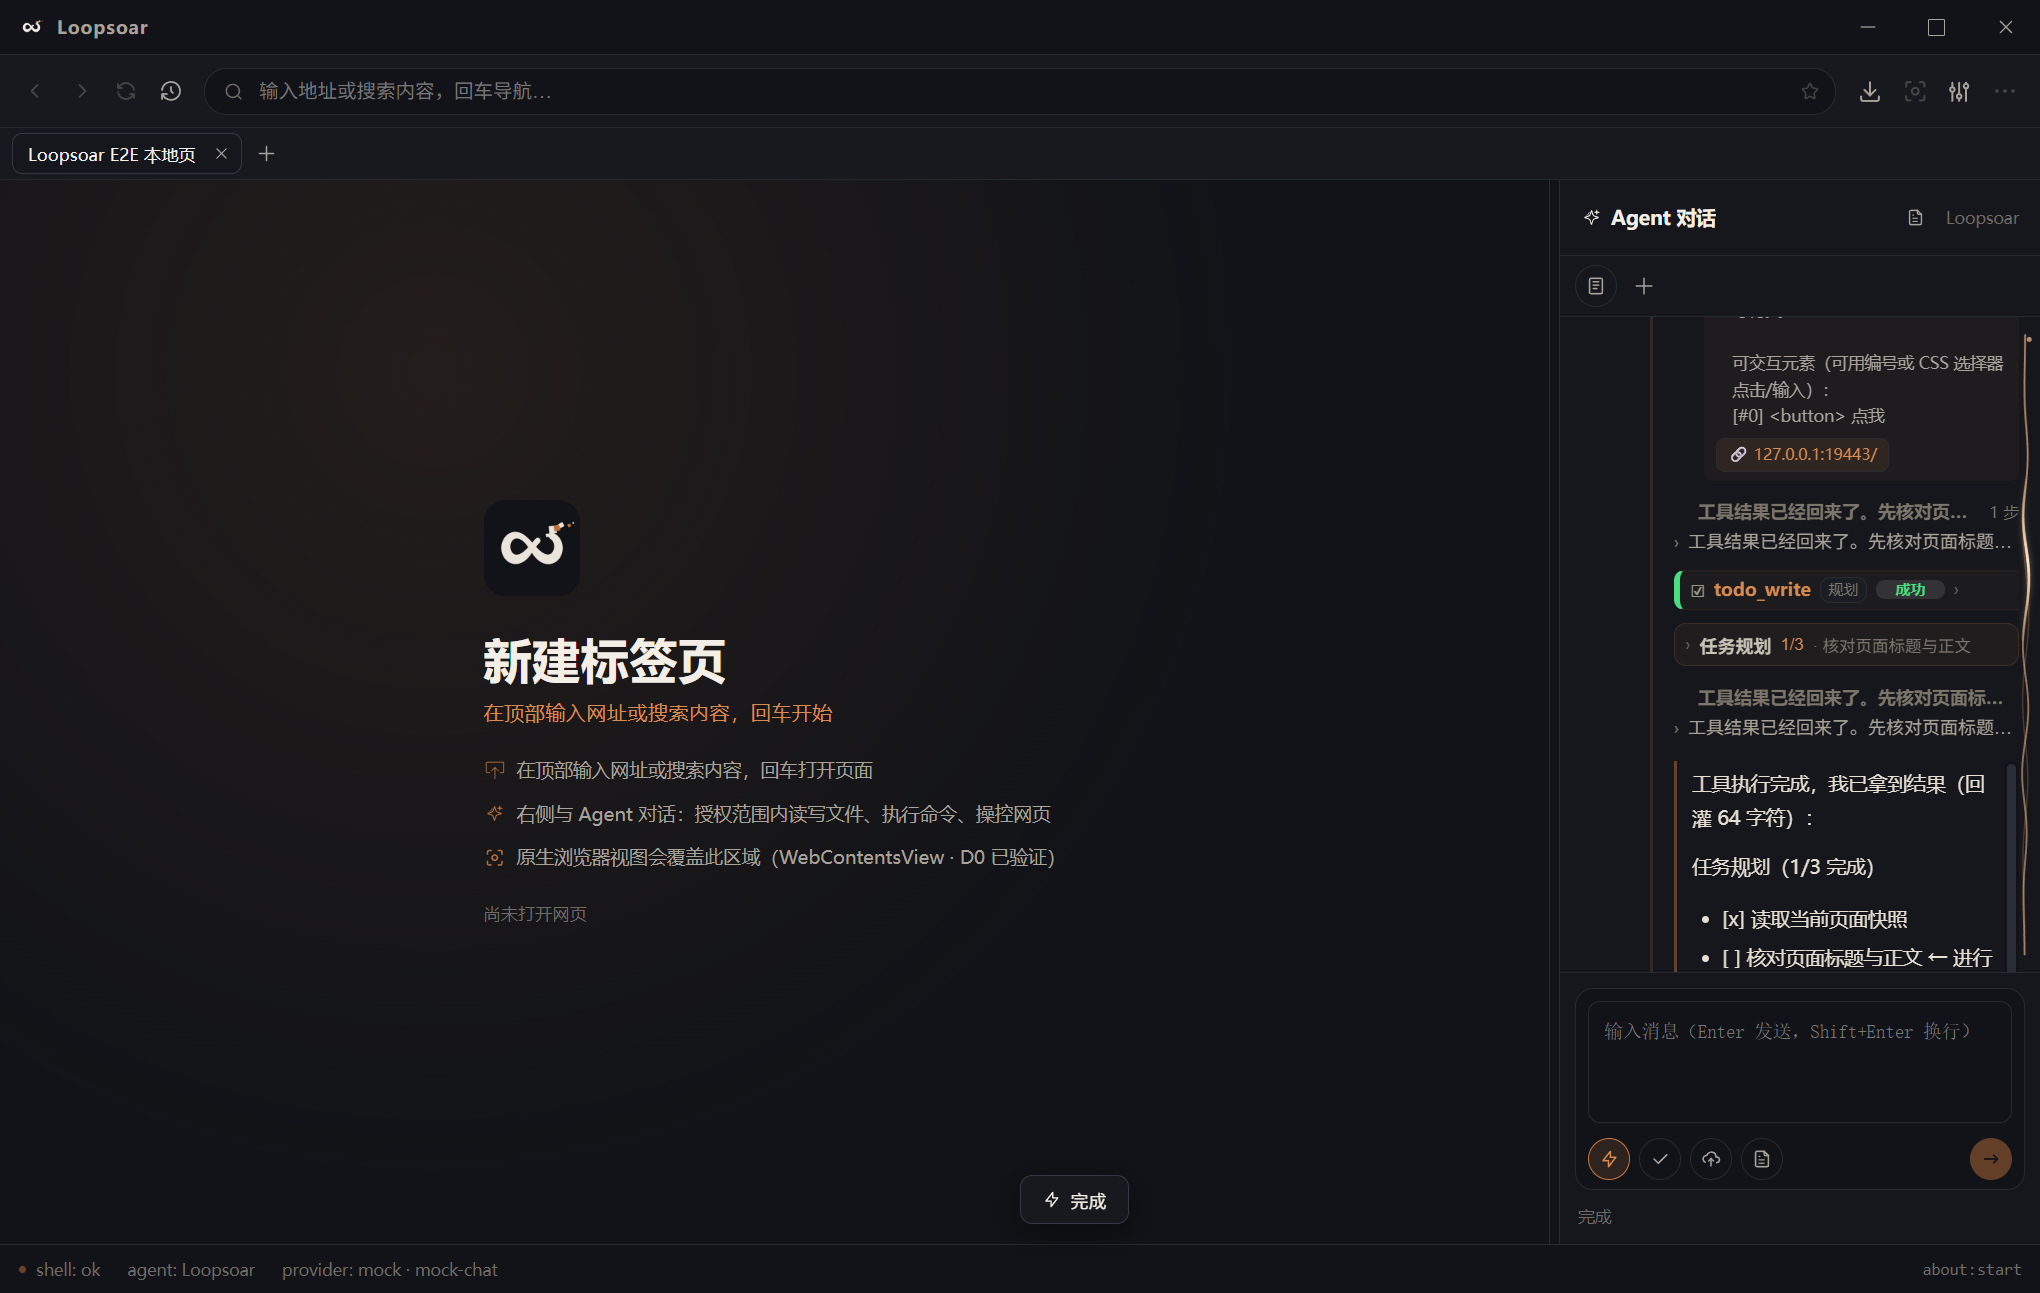 Loopsoar
输入地址或搜索内容，回车导航...
Loopsoar E2E 本地页
新建标签页
在顶部输入网址或搜索内容，回车开始
在顶部输入网址或搜索内容，回车打开页面
右侧与 Agent 对话：授权范围内读写文件、执行命令、操控网页
原生浏览器视图会覆盖此区域（WebContentsView · D0 已验证）
尚未打开网页
完成
Agent 对话
Loopsoar
可交互元素（可用编号或 CSS 选择器
点击/输入）：
[#0] <button> 点我
127.0.0.1:19443/
工具结果已经回来了。先核对页... 1 步
› 工具结果已经回来了。先核对页面标题...
todo_write 规划 成功 ›
› 任务规划 1/3 · 核对页面标题与正文
工具结果已经回来了。先核对页面标...
› 工具结果已经回来了。先核对页面标题...
工具执行完成，我已拿到结果（回
灌 64 字符）：
任务规划（1/3 完成）
• [x] 读取当前页面快照
• [ ] 核对页面标题与正文 ← 进行
输入消息（Enter 发送，Shift+Enter 换行）
完成
shell: ok agent: Loopsoar provider: mock · mock-chat
about:start